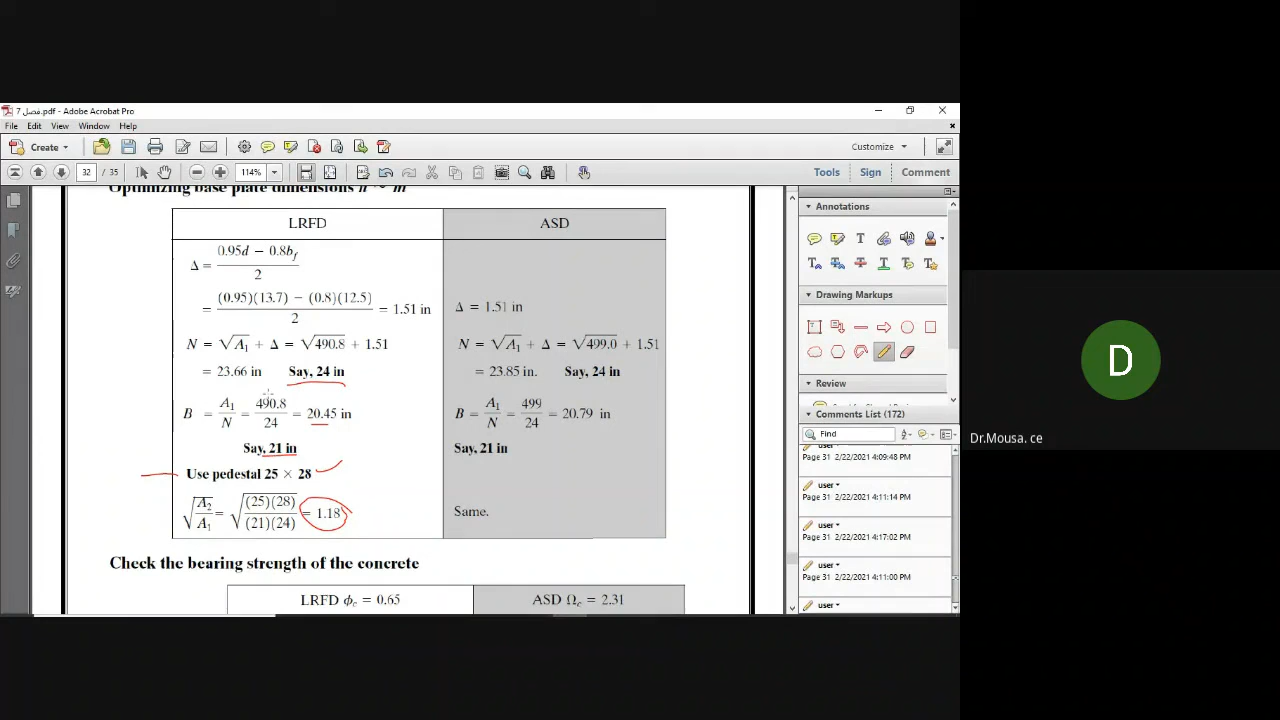 فصل 7.pdf - Adobe Acrobat Pro
File Edit View Window Help
Create Customize
32 / 35 114% Tools Sign Comment
Optimizing base plate dimensions n ≈ m
LRFD ASD
Δ = (0.95d − 0.8b_f) / 2
= ((0.95)(13.7) − (0.8)(12.5)) / 2 = 1.51 in Δ = 1.51 in
N = √A₁ + Δ = √490.8 + 1.51 N = √A₁ + Δ = √499.0 + 1.51
= 23.66 in Say, 24 in = 23.85 in. Say, 24 in
B = A₁/N = 490.8/24 = 20.45 in B = A₁/N = 499/24 = 20.79 in
Say, 21 in Say, 21 in
Use pedestal 25 × 28
√(A₂/A₁) = √((25)(28)/(21)(24)) = 1.18 Same.
Check the bearing strength of the concrete
LRFD ϕ_c = 0.65 ASD Ω_c = 2.31
Annotations
Drawing Markups
Review
Comments List (172)
Find
user
Page 31 2/22/2021 4:09:48 PM
user
Page 31 2/22/2021 4:11:14 PM
user
Page 31 2/22/2021 4:17:02 PM
user
Page 31 2/22/2021 4:11:00 PM
user
D
Dr.Mousa. ce